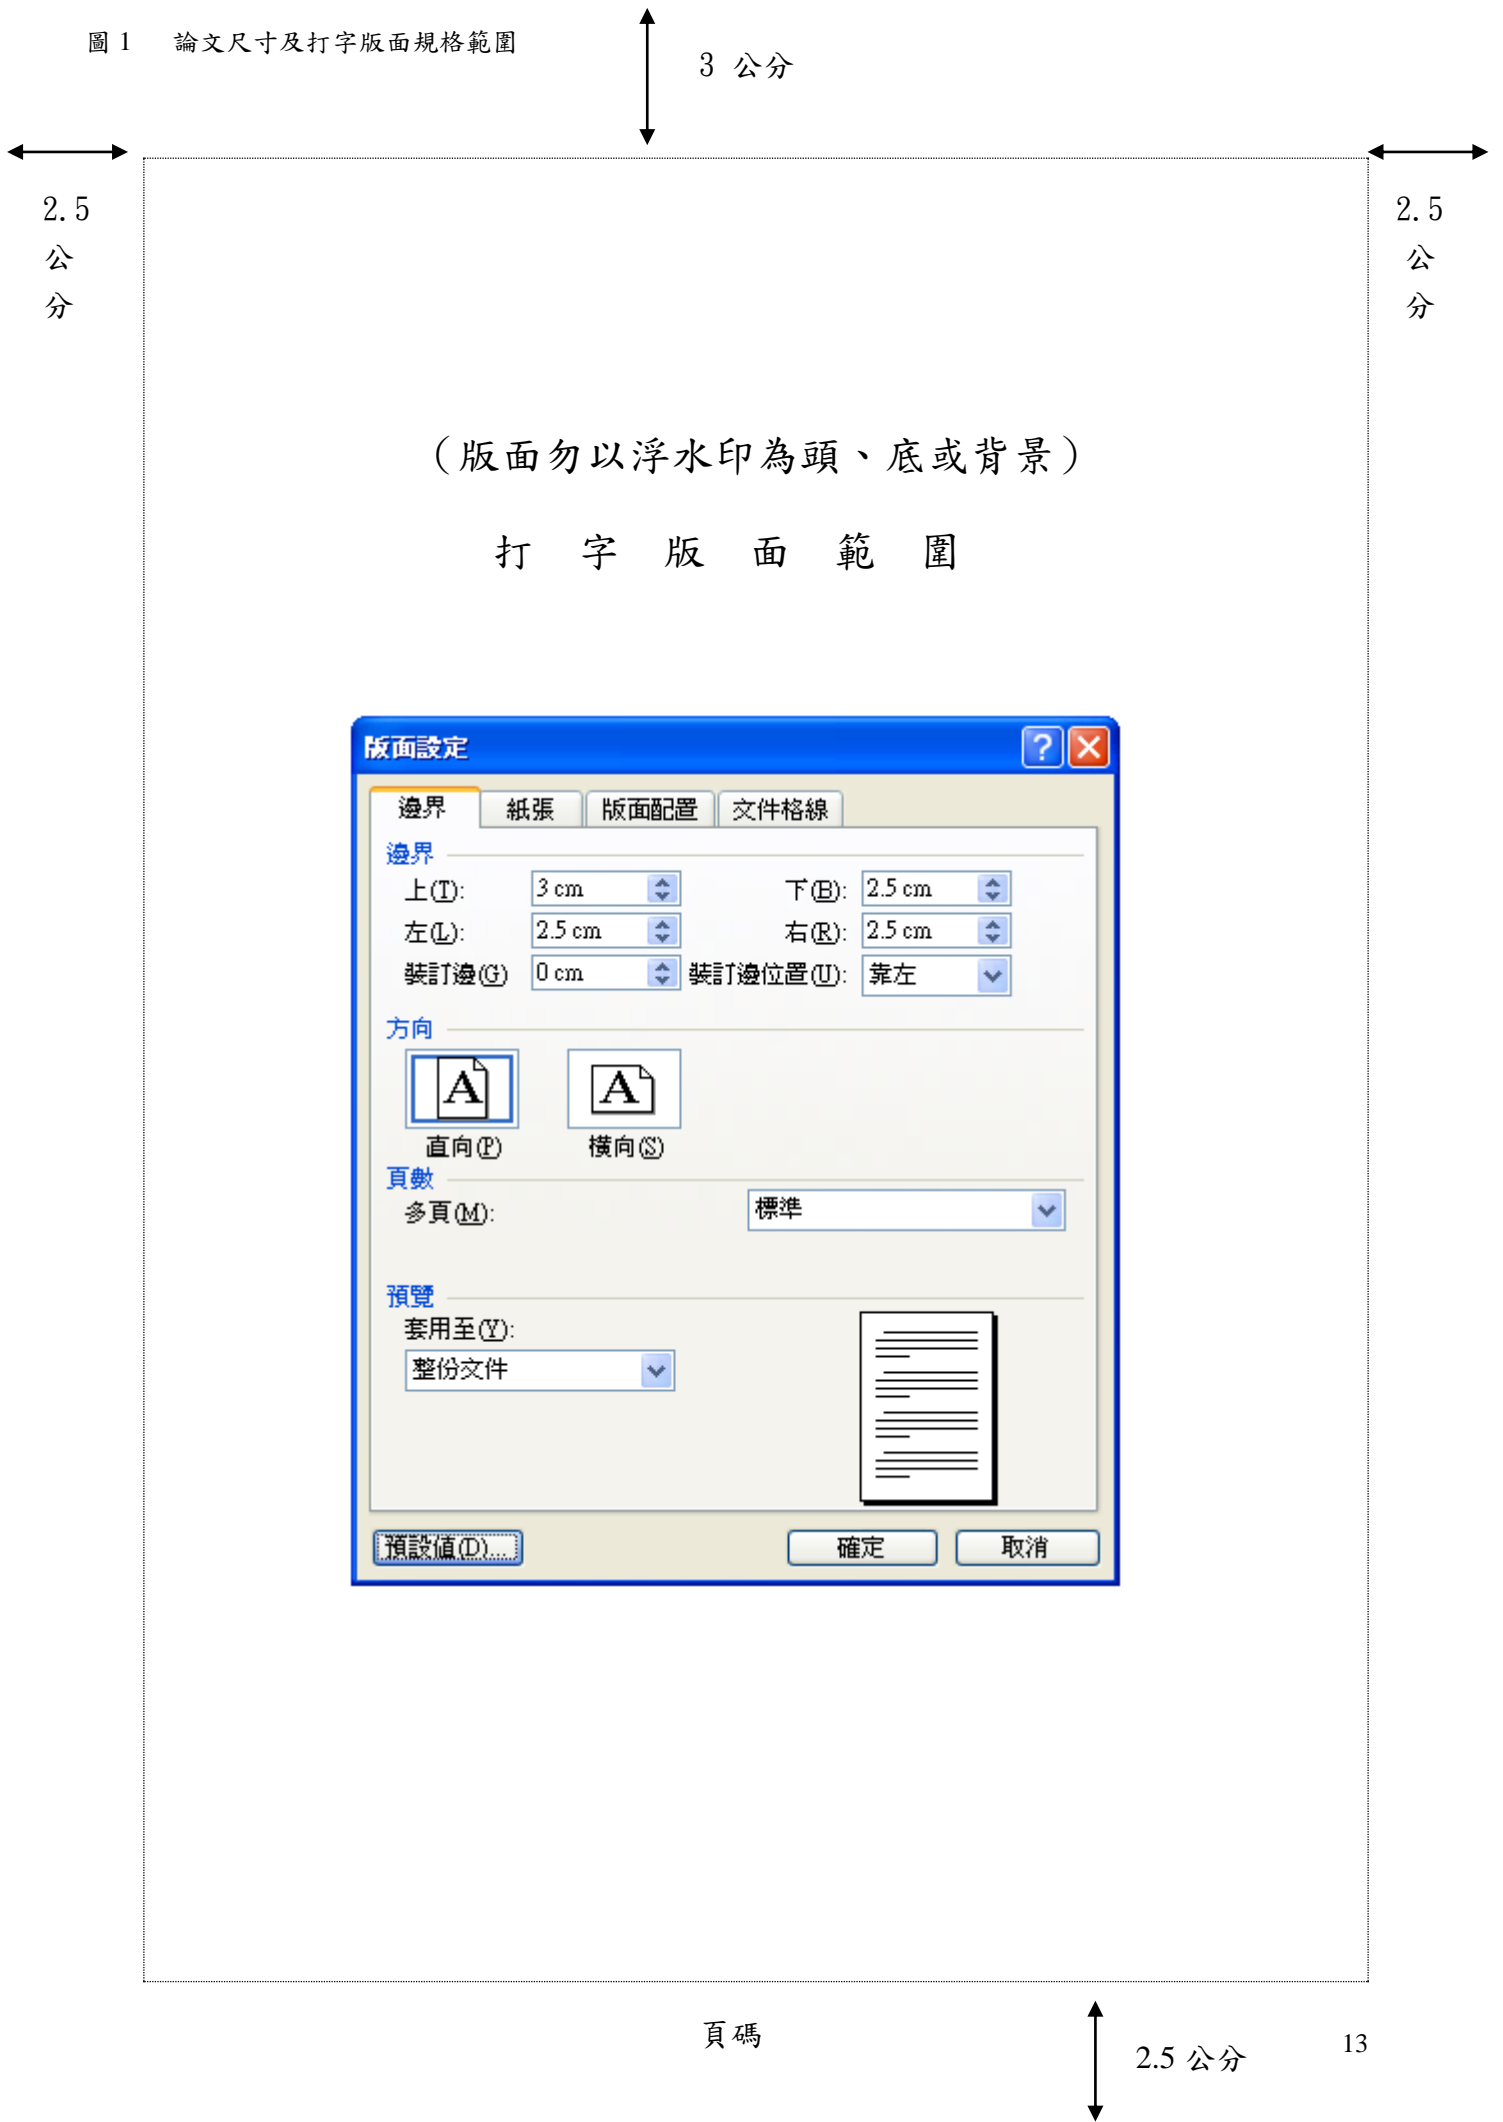 圖 1 論文尺寸及打字版面規格範圍
3 公分
2.5
公
分
2.5
公
分
（版面勿以浮水印為頭、底或背景）
打 字 版 面 範 圍
版面設定
邊界 紙張 版面配置 文件格線
邊界
上(T): 3 cm 下(B): 2.5 cm
左(L): 2.5 cm 右(R): 2.5 cm
裝訂邊(G) 0 cm 裝訂邊位置(U): 靠左
方向
A A
直向(P) 橫向(S)
頁數
多頁(M): 標準
預覽
套用至(Y):
整份文件
預設值(D)... 確定 取消
頁碼
2.5 公分
13